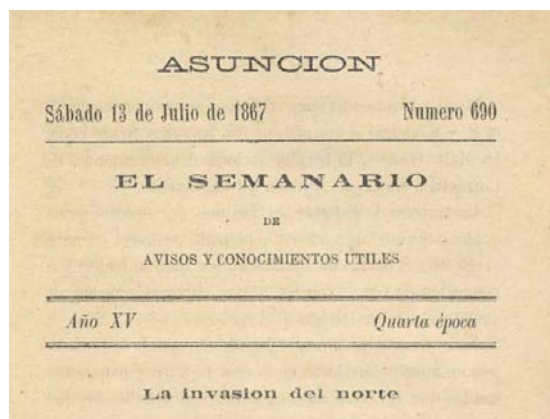 ASUNCION
Sábado 13 de Julio de 1867 Numero 690
EL SEMANARIO
DE
AVISOS Y CONOCIMIENTOS UTILES
Año XV Quarta época
La invasion del norte